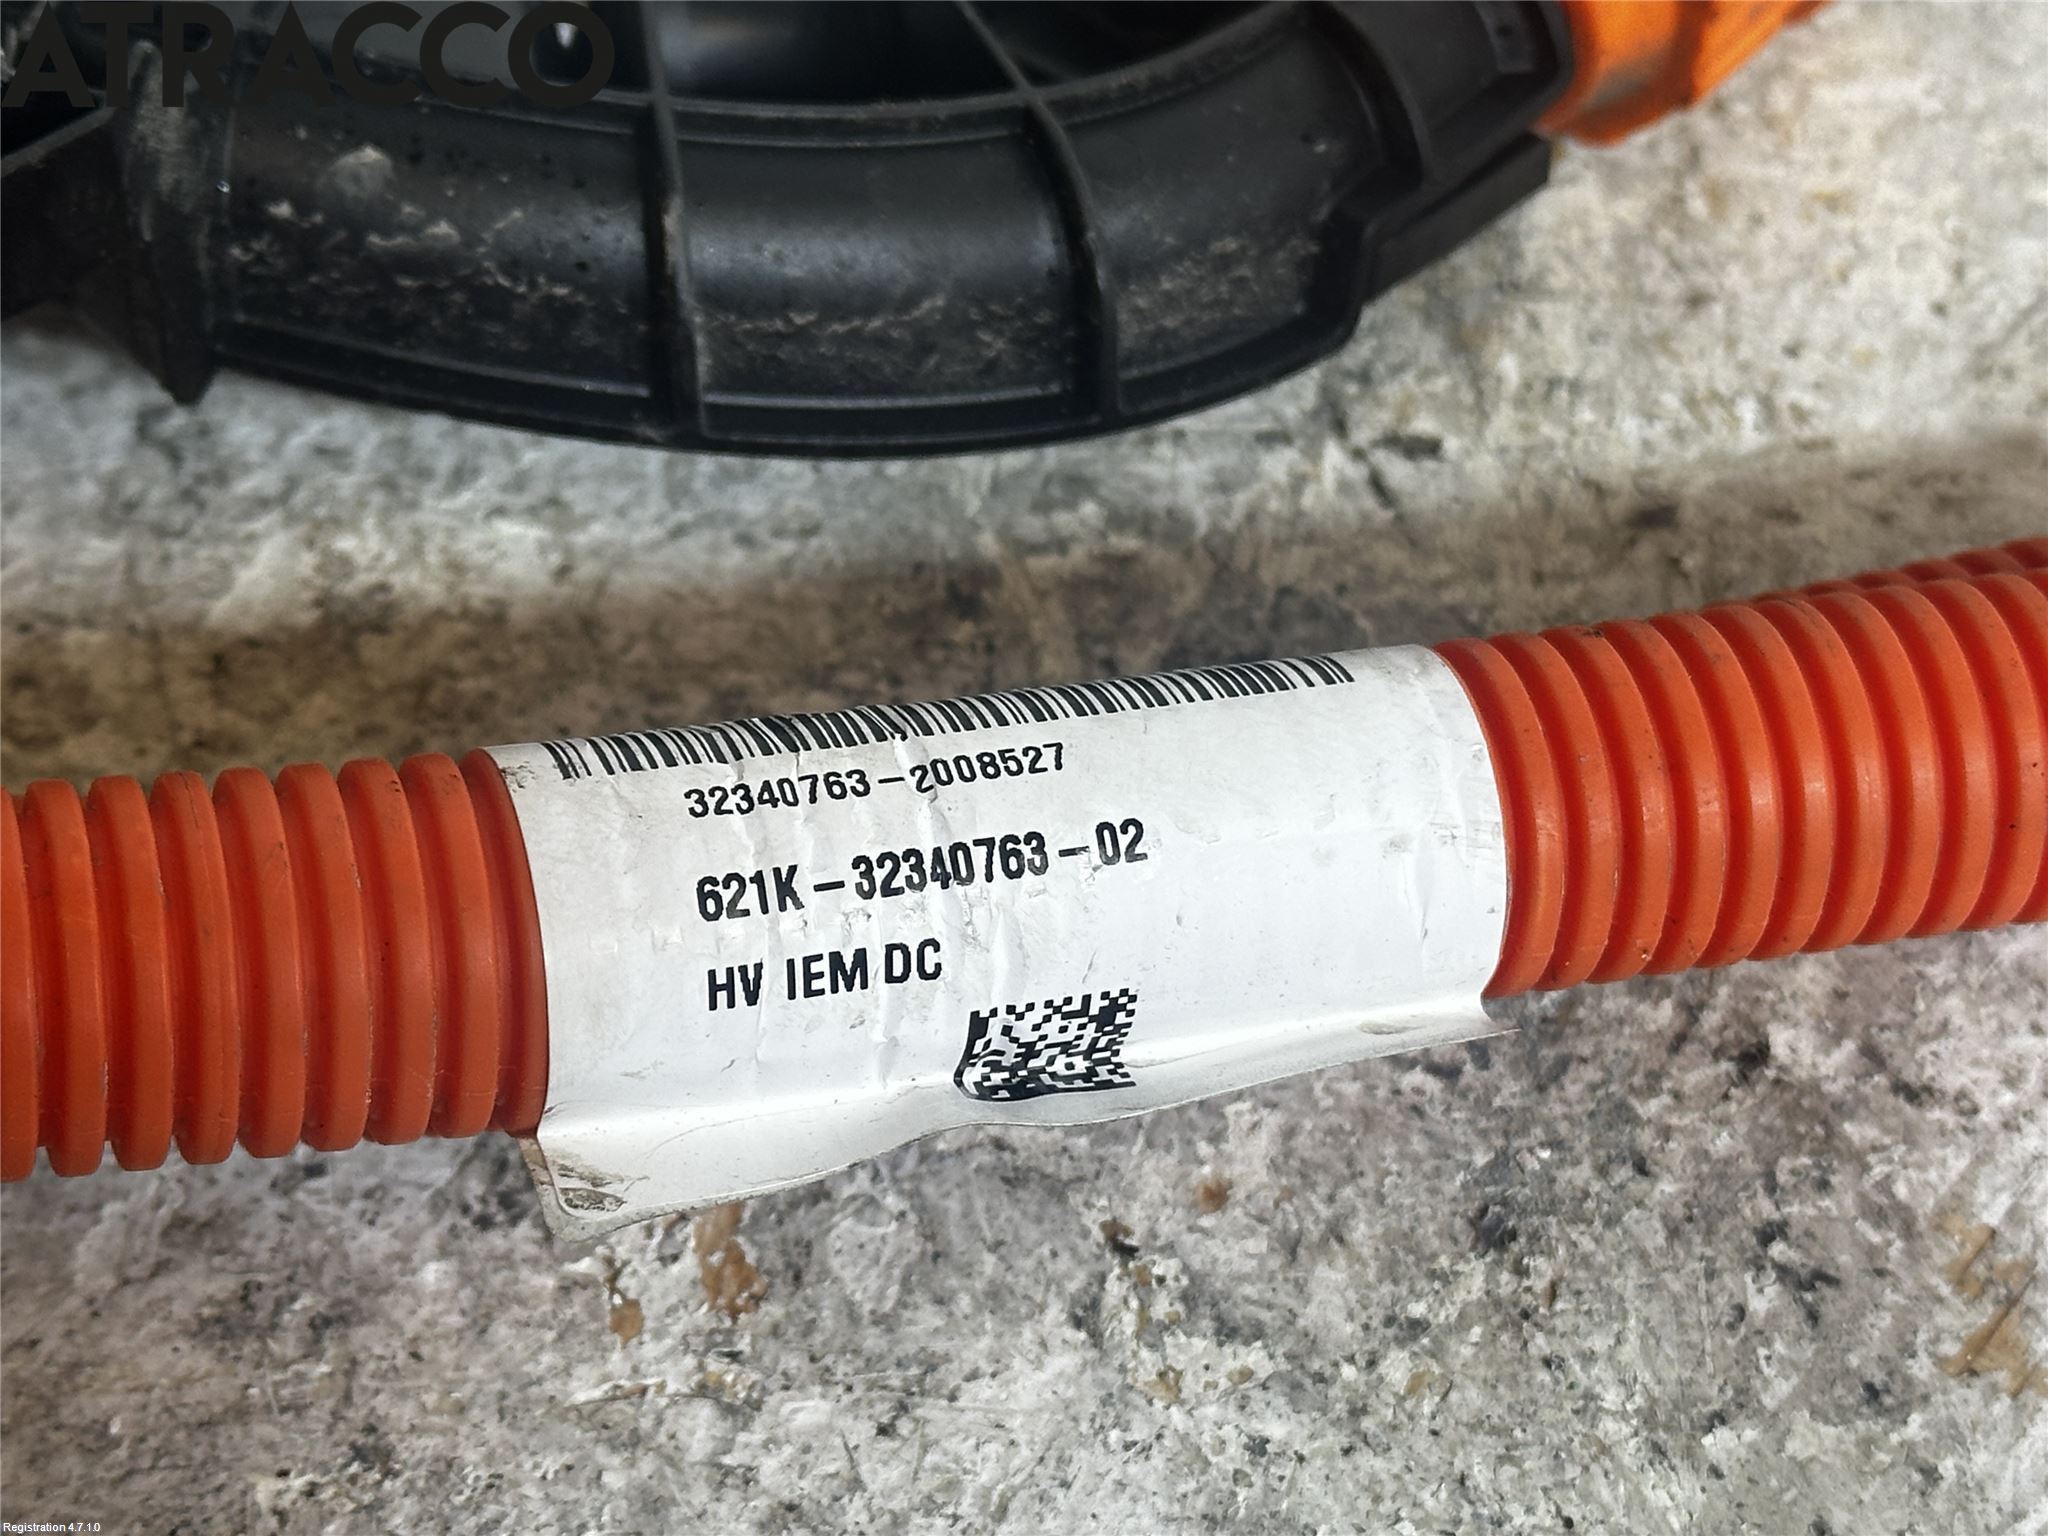 ATRACCO
32340763-2008527
621K-32340763-02
HV IEM DC
Registration 4.7.1.0